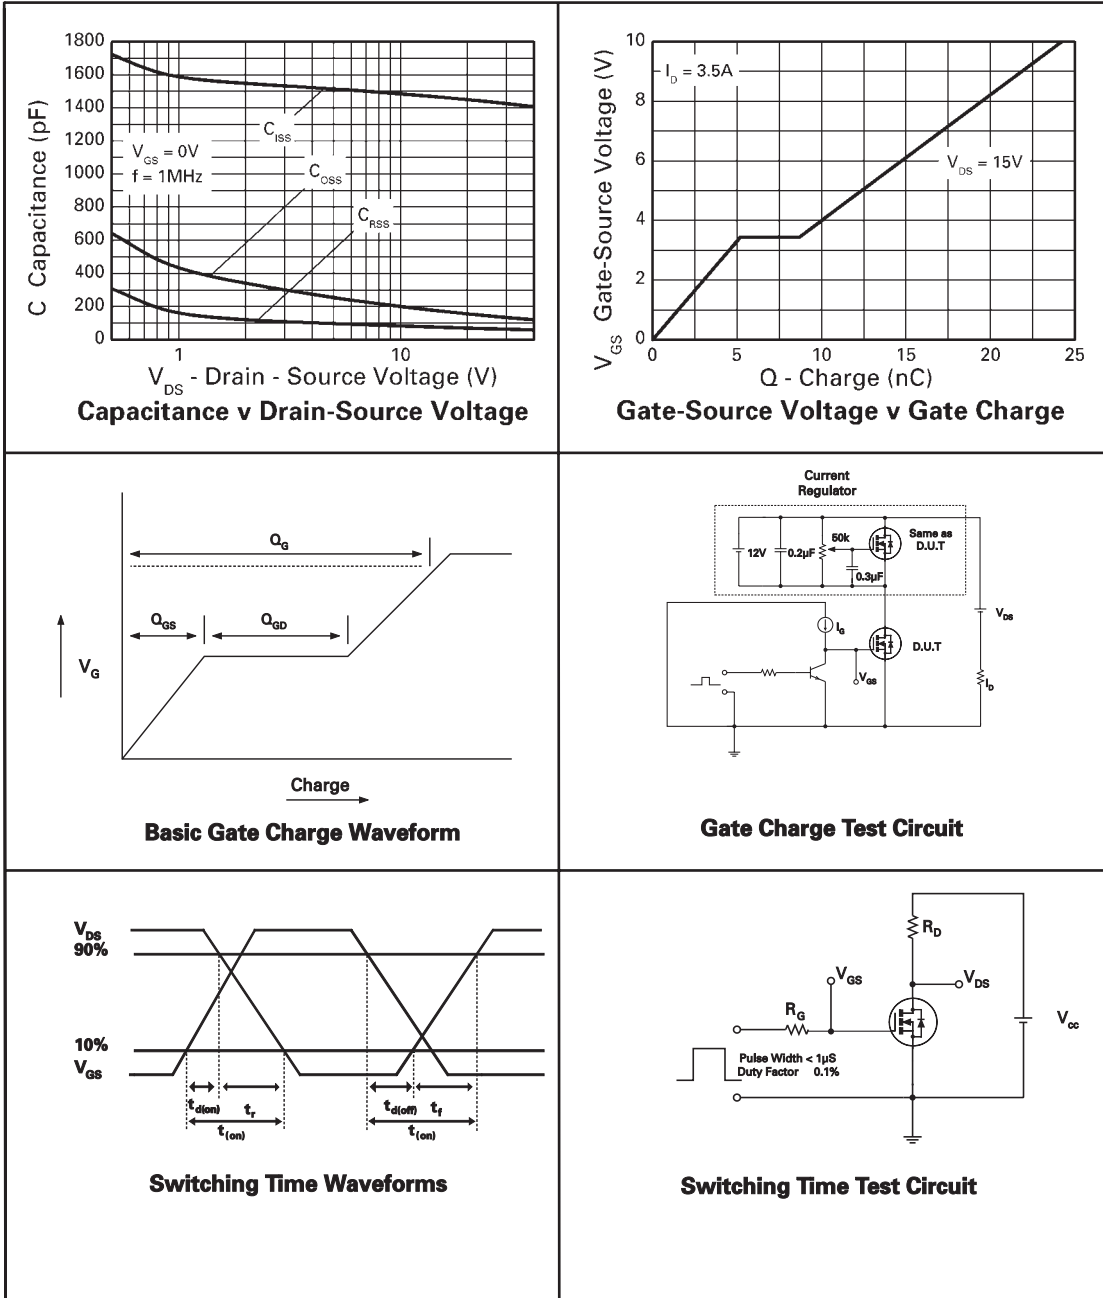 1800
1600
1400
1200
1000
800
600
400
200
0
C Capacitance (pF)
V_GS = 0V
f = 1MHz
C_ISS
C_OSS
C_RSS
1
10
V_DS - Drain - Source Voltage (V)
Capacitance v Drain-Source Voltage
10
8
6
4
2
0
V_GS Gate-Source Voltage (V)
I_D = 3.5A
V_DS = 15V
0
5
10
15
20
25
Q - Charge (nC)
Gate-Source Voltage v Gate Charge
Q_G
Q_GS
Q_GD
V_G
Charge
Basic Gate Charge Waveform
Current
Regulator
12V
0.2µF
50k
0.3µF
Same as
D.U.T
I_G
V_DS
D.U.T
V_GS
I_D
Gate Charge Test Circuit
V_DS
90%
10%
V_GS
t_d(on)
t_r
t_(on)
t_d(off)
t_f
t_(on)
Switching Time Waveforms
R_D
V_GS
V_DS
R_G
V_cc
Pulse Width < 1µS
Duty Factor 0.1%
Switching Time Test Circuit